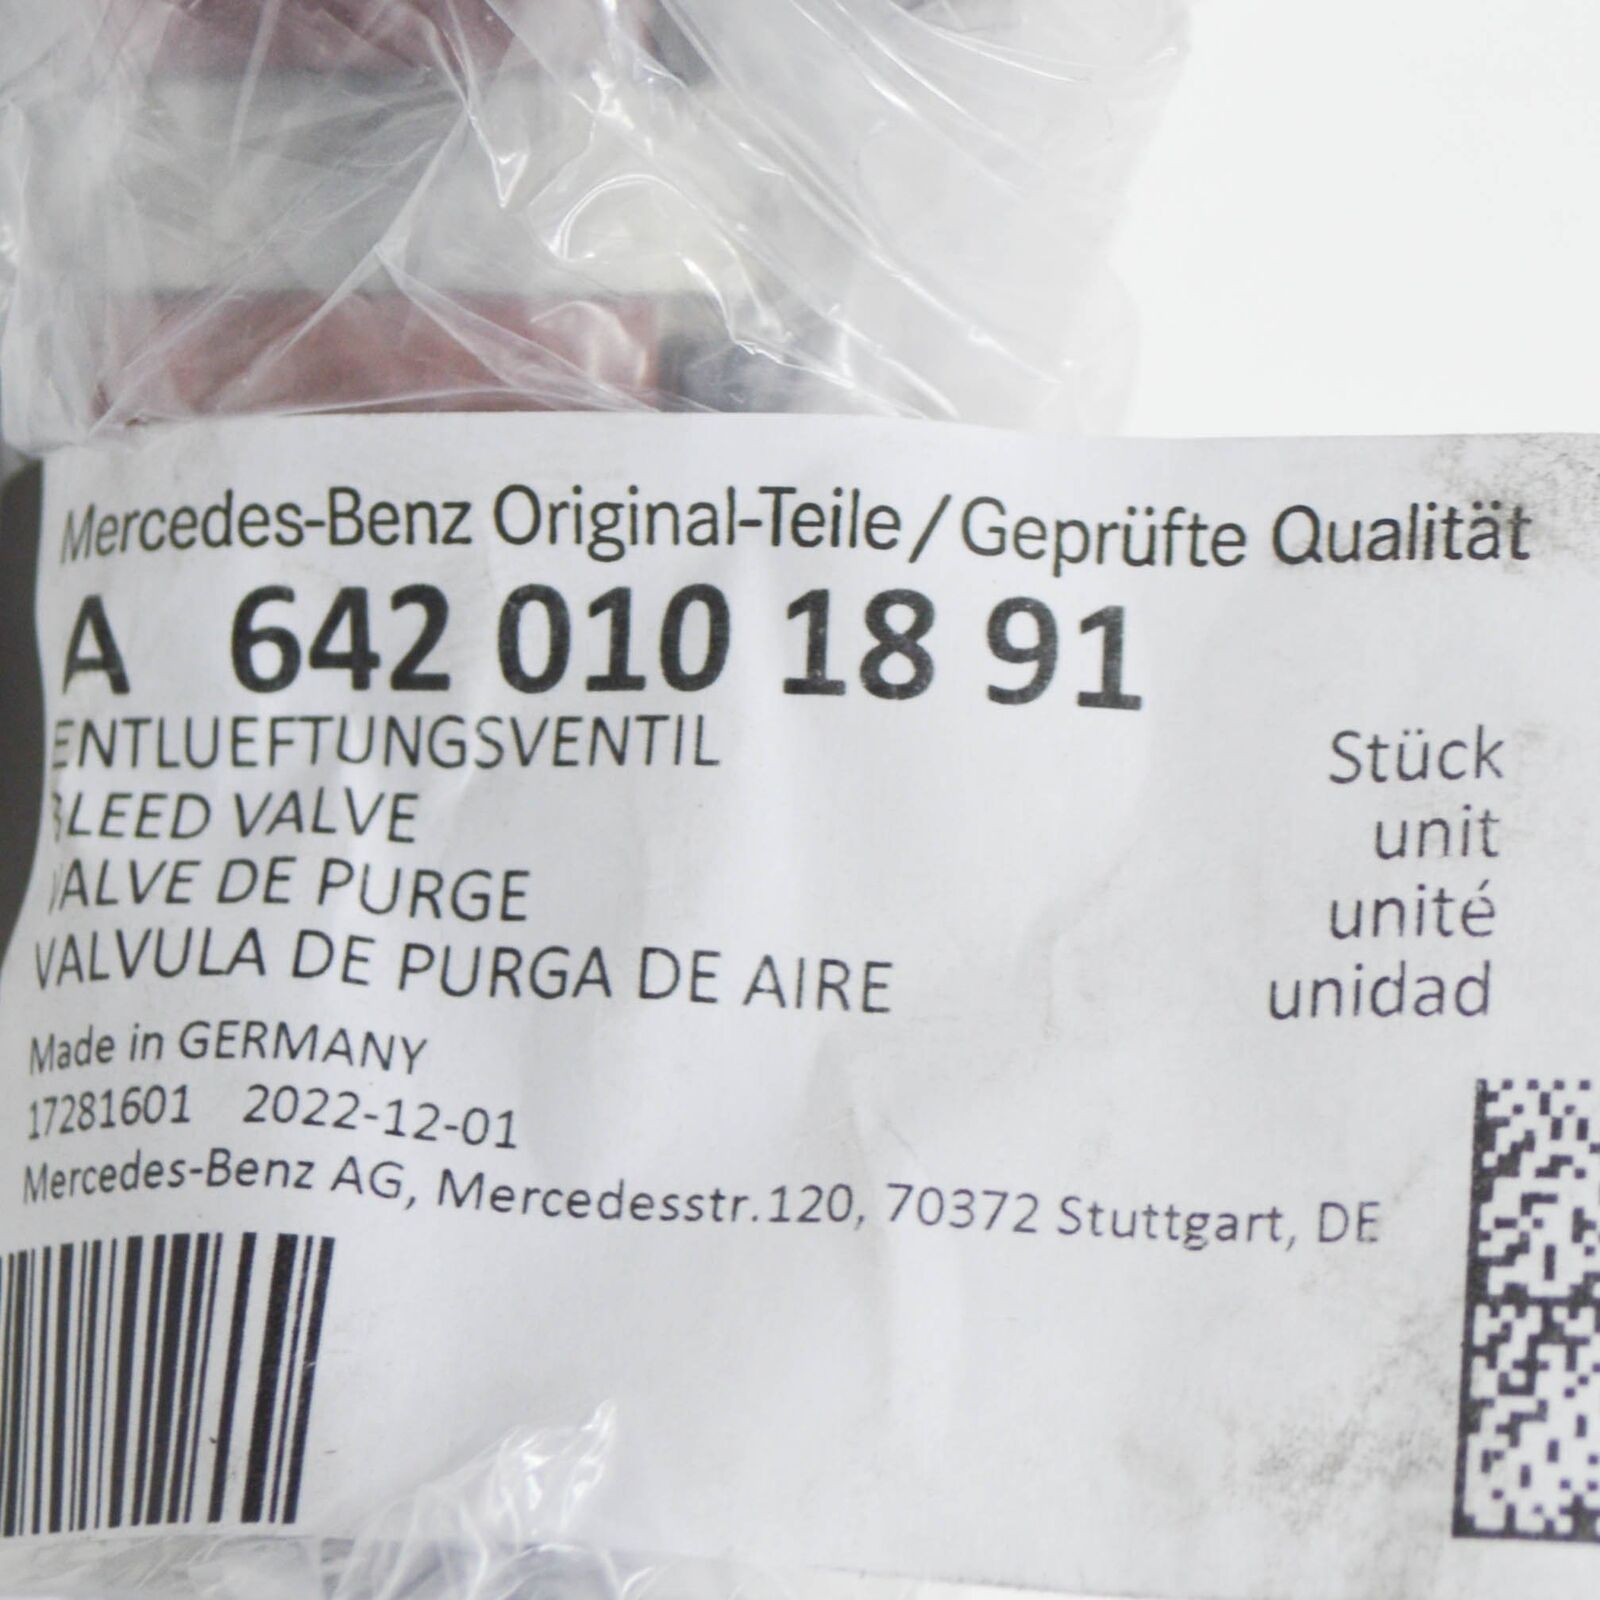 Mercedes-Benz Original-Teile/Geprüfte Qualität
A 642 010 18 91
ENTLUEFTUNGSVENTIL
BLEED VALVE
VALVE DE PURGE
VALVULA DE PURGA DE AIRE
Stück
unit
unité
unidad
Made in GERMANY
17281601 2022-12-01
Mercedes-Benz AG, Mercedesstr.120, 70372 Stuttgart, DE